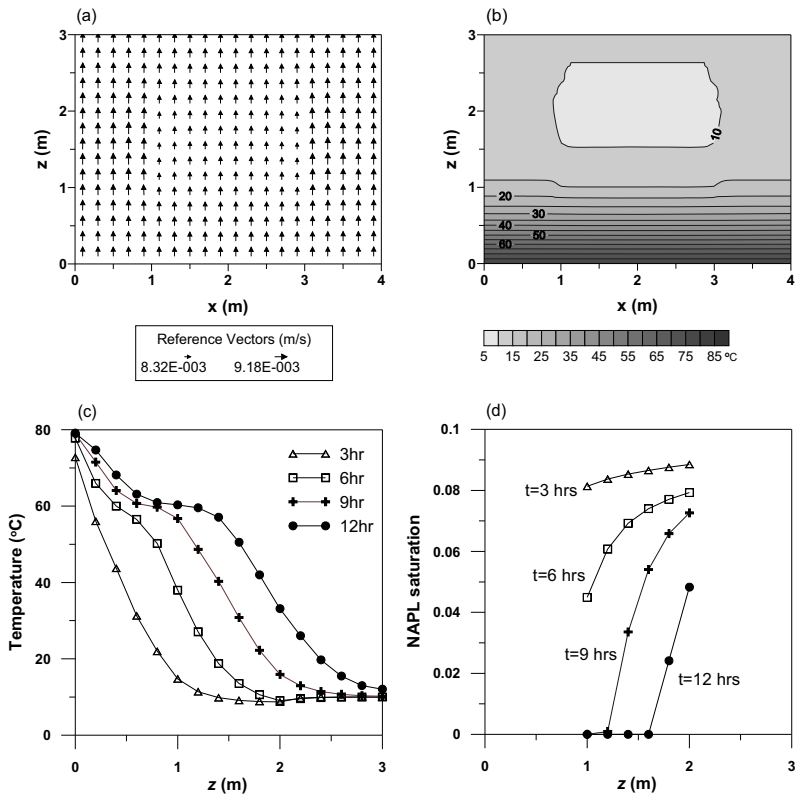 (a)
3
2
1
0
z (m)
0 1 2 3 4
x (m)
Reference Vectors (m/s)
8.32E-003 9.18E-003
(b)
3
2
1
0
z (m)
10
20
30
40
50
60
0 1 2 3 4
x (m)
5 15 25 35 45 55 65 75 85 ºC
(c)
80
60
40
20
0
Temperature (ºC)
3hr
6hr
9hr
12hr
0 1 2 3
z (m)
(d)
0.1
0.08
0.06
0.04
0.02
0
NAPL saturation
t=3 hrs
t=6 hrs
t=9 hrs
t=12 hrs
0 1 2 3
z (m)